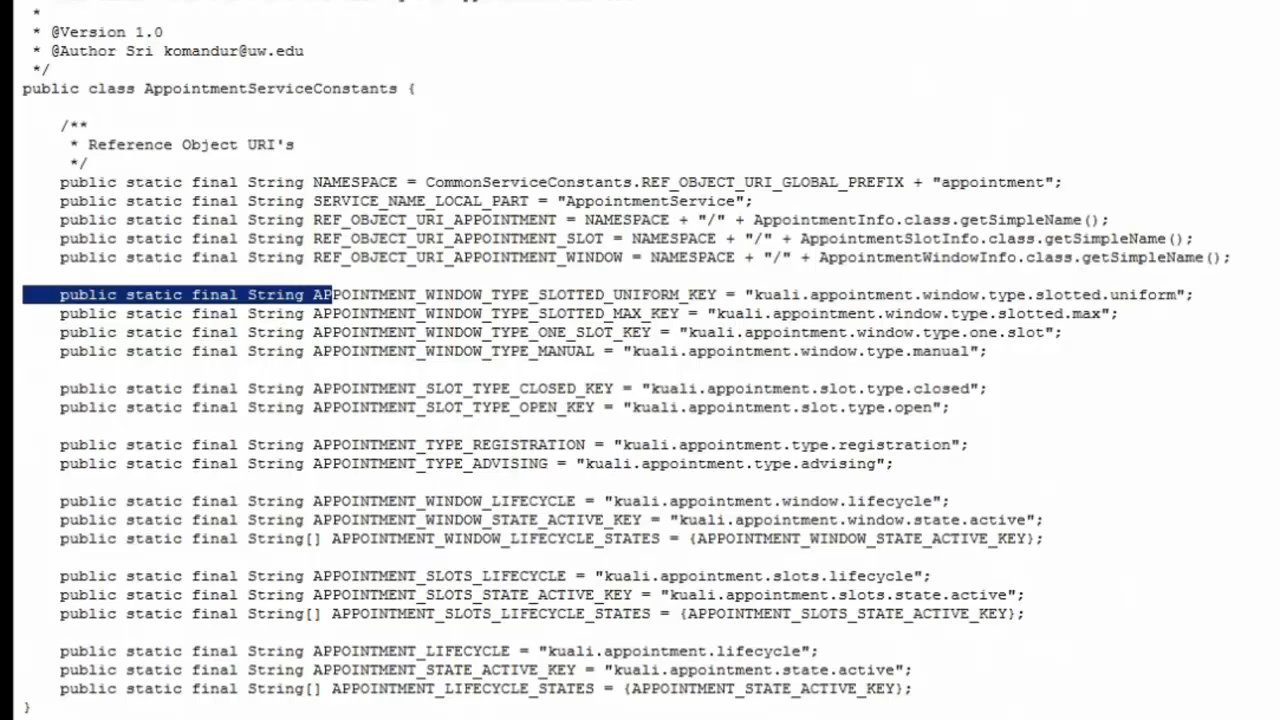 *
* @Version 1.0
* @Author Sri komandur@uw.edu
*/
public class AppointmentServiceConstants {
/**
* Reference Object URI's
*/
public static final String NAMESPACE = CommonServiceConstants.REF_OBJECT_URI_GLOBAL_PREFIX + "appointment";
public static final String SERVICE_NAME_LOCAL_PART = "AppointmentService";
public static final String REF_OBJECT_URI_APPOINTMENT = NAMESPACE + "/" + AppointmentInfo.class.getSimpleName();
public static final String REF_OBJECT_URI_APPOINTMENT_SLOT = NAMESPACE + "/" + AppointmentSlotInfo.class.getSimpleName();
public static final String REF_OBJECT_URI_APPOINTMENT_WINDOW = NAMESPACE + "/" + AppointmentWindowInfo.class.getSimpleName();
public static final String APPOINTMENT_WINDOW_TYPE_SLOTTED_UNIFORM_KEY = "kuali.appointment.window.type.slotted.uniform";
public static final String APPOINTMENT_WINDOW_TYPE_SLOTTED_MAX_KEY = "kuali.appointment.window.type.slotted.max";
public static final String APPOINTMENT_WINDOW_TYPE_ONE_SLOT_KEY = "kuali.appointment.window.type.one.slot";
public static final String APPOINTMENT_WINDOW_TYPE_MANUAL = "kuali.appointment.window.type.manual";
public static final String APPOINTMENT_SLOT_TYPE_CLOSED_KEY = "kuali.appointment.slot.type.closed";
public static final String APPOINTMENT_SLOT_TYPE_OPEN_KEY = "kuali.appointment.slot.type.open";
public static final String APPOINTMENT_TYPE_REGISTRATION = "kuali.appointment.type.registration";
public static final String APPOINTMENT_TYPE_ADVISING = "kuali.appointment.type.advising";
public static final String APPOINTMENT_WINDOW_LIFECYCLE = "kuali.appointment.window.lifecycle";
public static final String APPOINTMENT_WINDOW_STATE_ACTIVE_KEY = "kuali.appointment.window.state.active";
public static final String[] APPOINTMENT_WINDOW_LIFECYCLE_STATES = {APPOINTMENT_WINDOW_STATE_ACTIVE_KEY};
public static final String APPOINTMENT_SLOTS_LIFECYCLE = "kuali.appointment.slots.lifecycle";
public static final String APPOINTMENT_SLOTS_STATE_ACTIVE_KEY = "kuali.appointment.slots.state.active";
public static final String[] APPOINTMENT_SLOTS_LIFECYCLE_STATES = {APPOINTMENT_SLOTS_STATE_ACTIVE_KEY};
public static final String APPOINTMENT_LIFECYCLE = "kuali.appointment.lifecycle";
public static final String APPOINTMENT_STATE_ACTIVE_KEY = "kuali.appointment.state.active";
public static final String[] APPOINTMENT_LIFECYCLE_STATES = {APPOINTMENT_STATE_ACTIVE_KEY};
}